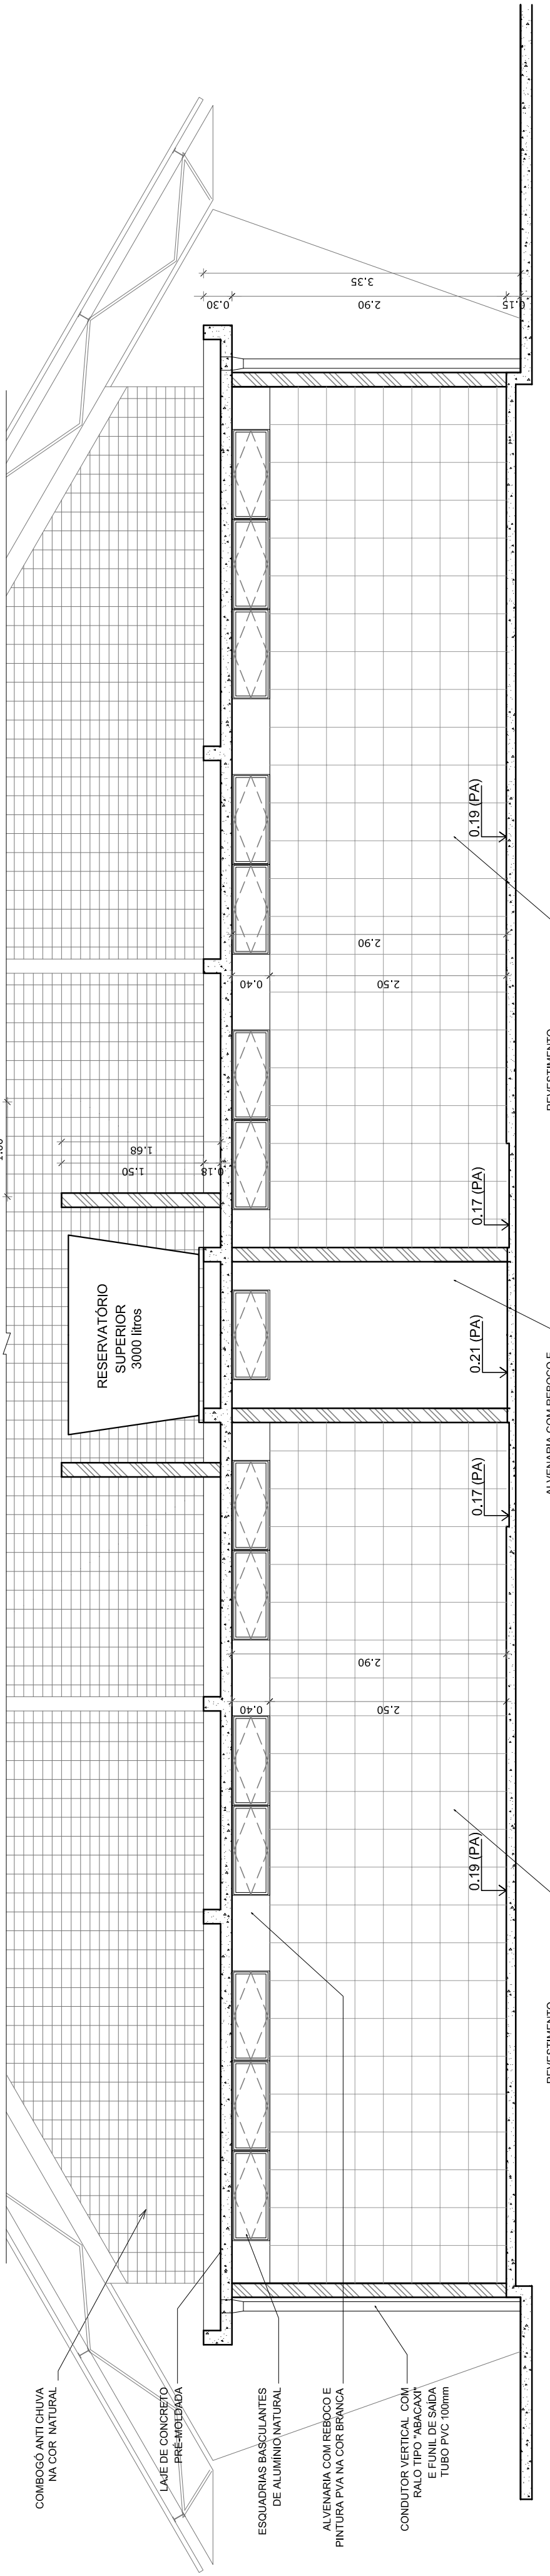 COMBOGÓ ANTI CHUVA
NA COR NATURAL
LAJE DE CONCRETO
PRÉ-MOLDADA
ESQUADRIAS BASCULANTES
DE ALUMÍNIO NATURAL
ALVENARIA COM REBOCO E
PINTURA PVA NA COR BRANCA
CONDUTOR VERTICAL COM
RALO TIPO "ABACAXI"
E FUNIL DE SAÍDA
TUBO PVC 100mm
RESERVATÓRIO
SUPERIOR
3000 litros
1.68
1.50
0.18
0.30
3.35
2.90
0.15
0.40
2.50
2.90
0.40
2.50
2.90
0.19 (PA)
0.17 (PA)
0.21 (PA)
0.17 (PA)
0.19 (PA)
REVESTIMENTO
ALVENARIA COM REBOCO E
REVESTIMENTO